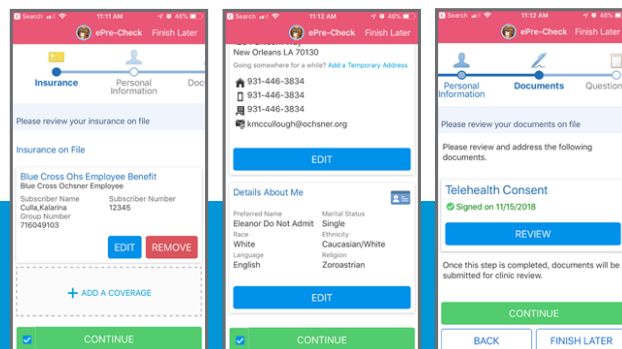 Search 11:11 AM 46%
ePre-Check Finish Later
Insurance Personal Information Doc
Please review your insurance on file
Insurance on File
Blue Cross Ohs Employee Benefit
Blue Cross Ochsner Employee
Subscriber Name Subscriber Number
Culla,Kalarina 12345
Group Number
716049103
EDIT REMOVE
+ ADD A COVERAGE
CONTINUE
Search 11:12 AM 46%
ePre-Check Finish Later
New Orleans LA 70130
Going somewhere for a while? Add a Temporary Address
931-446-3834
931-446-3834
931-446-3834
kmccullough@ochsner.org
EDIT
Details About Me
Preferred Name Marital Status
Eleanor Do Not Admit Single
Race Ethnicity
White Caucasian/White
Language Religion
English Zoroastrian
EDIT
CONTINUE
Search 11:12 AM 46%
ePre-Check Finish Later
Personal Information Documents Question
Please review your documents on file
Please review and address the following
documents.
Telehealth Consent
Signed on 11/15/2018
REVIEW
Once this step is completed, documents will be
submitted for clinic review.
CONTINUE
BACK FINISH LATER